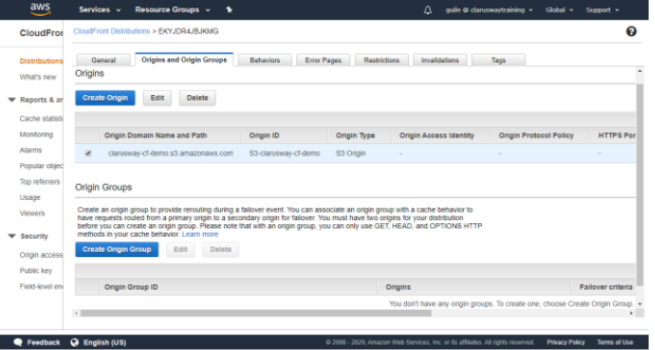 aws
Services
Resource Groups
guile @ claruswaytraining
Global
Support
CloudFror
CloudFront Distributions > EKYJDR4JBJKMG
Distributions
What's new
Reports & ar
Cache statisti
Monitoring
Alarms
Popular objec
Top referrers
Usage
Viewers
Security
Origin access
Public key
Field-level en
General
Origins and Origin Groups
Behaviors
Error Pages
Restrictions
Invalidations
Tags
Origins
Create Origin
Edit
Delete
Origin Domain Name and Path
Origin ID
Origin Type
Origin Access Identity
Origin Protocol Policy
HTTPS Por
clarusway-cf-demo.s3.amazonaws.com
S3-clarusway-cf-demo
S3 Origin
-
-
-
Origin Groups
Create an origin group to provide rerouting during a failover event. You can associate an origin group with a cache behavior to
have requests routed from a primary origin to a secondary origin for failover. You must have two origins for your distribution
before you can create an origin group. Please note that with an origin group, you can only use GET, HEAD, and OPTIONS HTTP
methods in your cache behavior. Learn more
Create Origin Group
Edit
Delete
Origin Group ID
Origins
Failover criteria
You don't have any origin groups. To create one, choose Create Origin Group.
Feedback
English (US)
© 2008 - 2020, Amazon Web Services, Inc. or its affiliates. All rights reserved.
Privacy Policy
Terms of Use